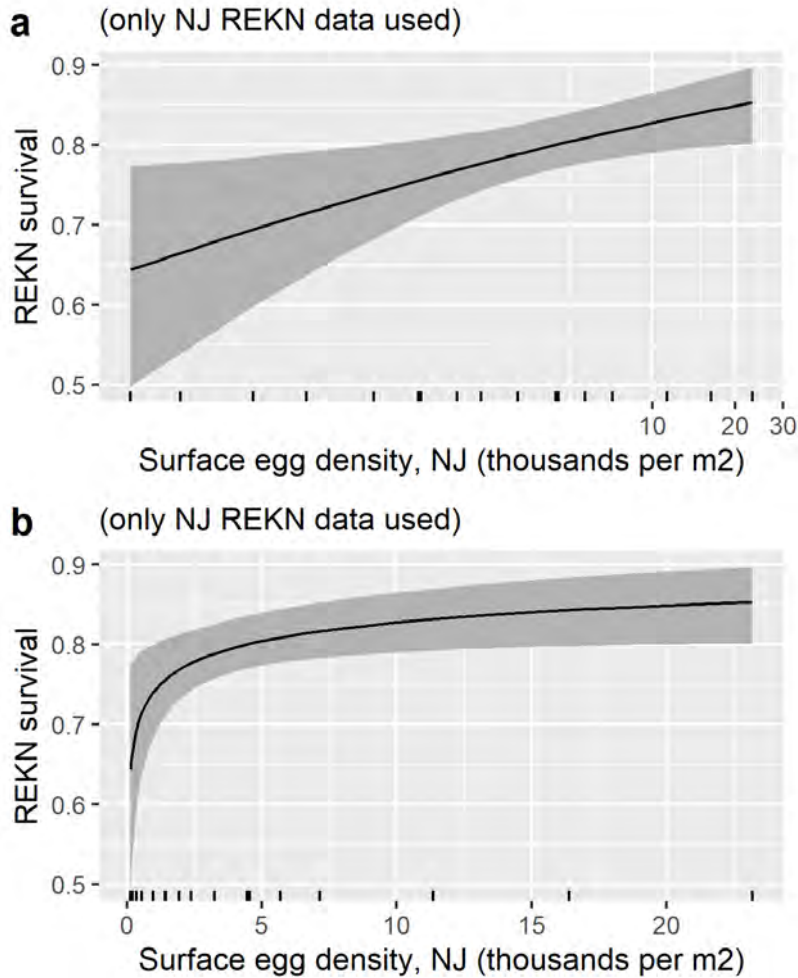 a (only NJ REKN data used)
0.9
0.8
0.7
0.6
0.5
REKN survival
10 20 30
Surface egg density, NJ (thousands per m2)
b (only NJ REKN data used)
0.9
0.8
0.7
0.6
0.5
REKN survival
0 5 10 15 20
Surface egg density, NJ (thousands per m2)